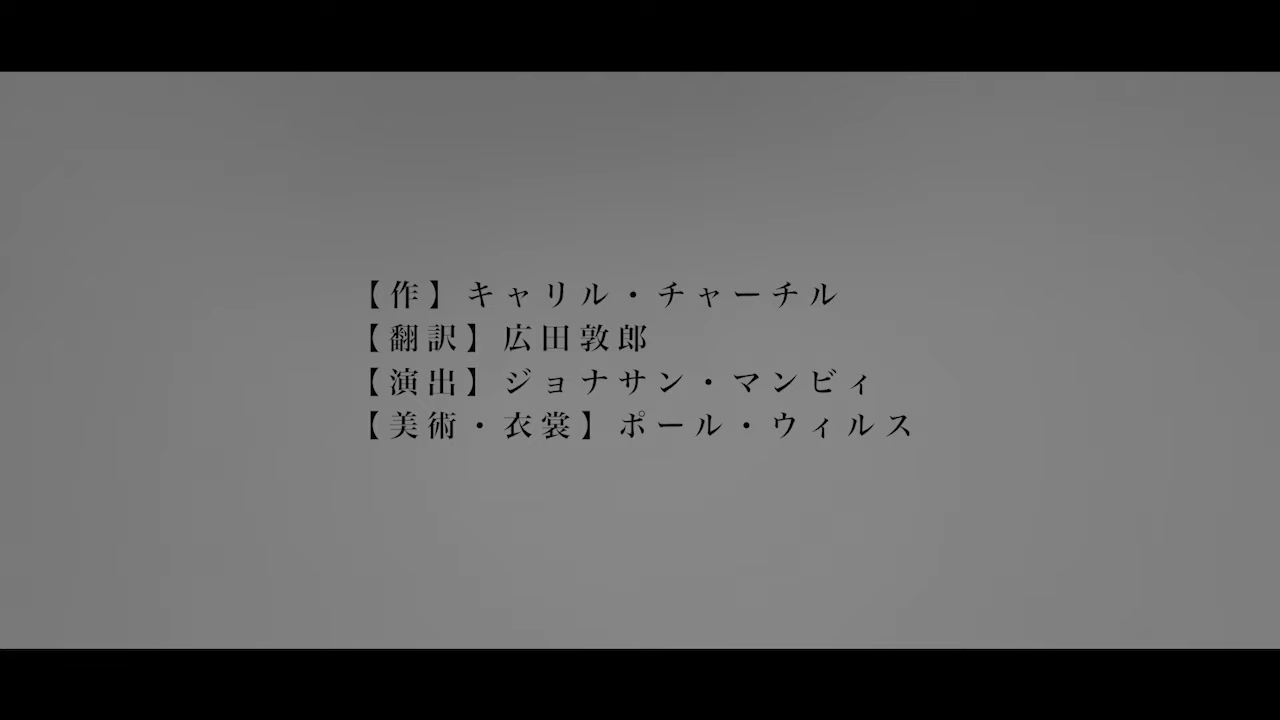 【作】キャリル・チャーチル
【翻訳】広田敦郎
【演出】ジョナサン・マンビィ
【美術・衣裳】ポール・ウィルス